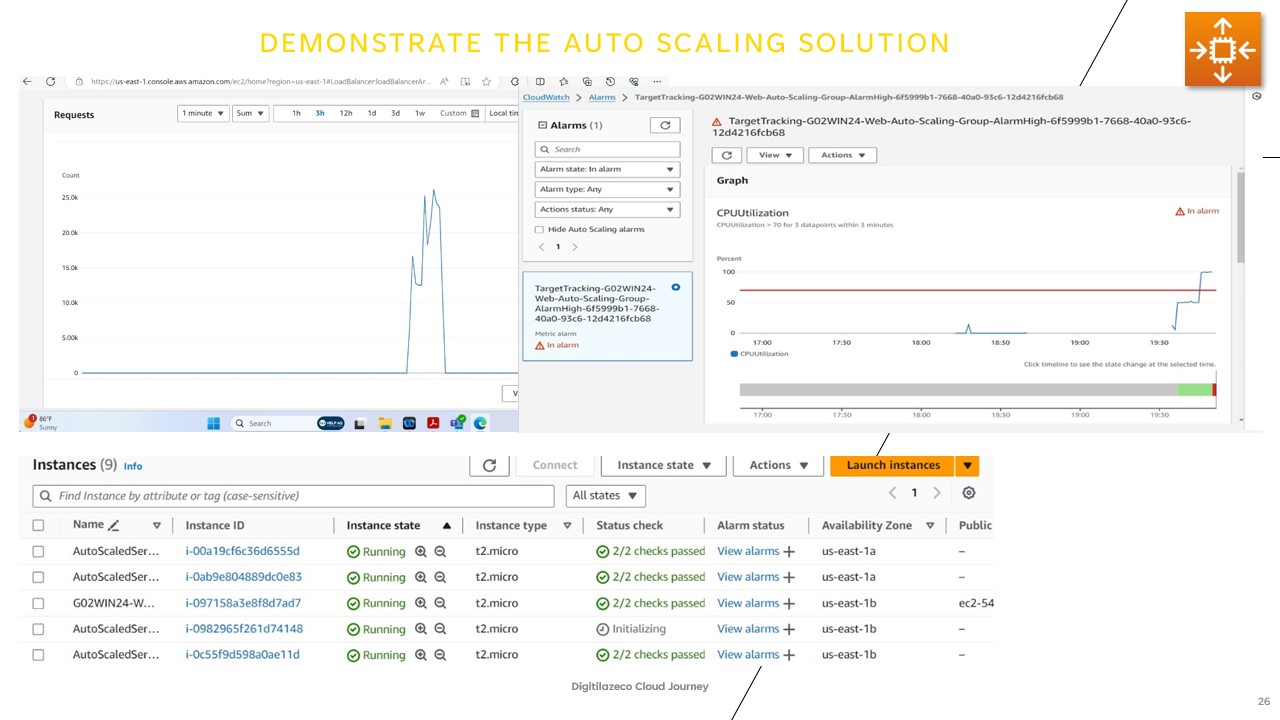 DEMONSTRATE THE AUTO SCALING SOLUTION
https://us-east-1.console.aws.amazon.com/ec2/home?region=us-east-1#LoadBalancer:loadBalancerAr...
Requests
1 minute
Sum
1h
3h
12h
1d
3d
1w
Custom
Local tim
Count
25.0k
20.0k
15.0k
10.0k
5.00k
0
86°F
Sunny
Search
CloudWatch > Alarms > TargetTracking-G02WIN24-Web-Auto-Scaling-Group-AlarmHigh-6f5999b1-7668-40a0-93c6-12d4216fcb68
Alarms (1)
Search
Alarm state: In alarm
Alarm type: Any
Actions status: Any
Hide Auto Scaling alarms
< 1 >
TargetTracking-G02WIN24-
Web-Auto-Scaling-Group-
AlarmHigh-6f5999b1-7668-
40a0-93c6-12d4216fcb68
Metric alarm
In alarm
TargetTracking-G02WIN24-Web-Auto-Scaling-Group-AlarmHigh-6f5999b1-7668-40a0-93c6-
12d4216fcb68
View
Actions
Graph
CPUUtilization
In alarm
CPUUtilization > 70 for 3 datapoints within 3 minutes
Percent
100
50
0
17:00 17:30 18:00 18:30 19:00 19:30
CPUUtilization
Click timeline to see the state change at the selected time.
17:00 17:30 18:00 18:30 19:00 19:30
Instances (9) Info
Connect
Instance state
Actions
Launch instances
Find Instance by attribute or tag (case-sensitive)
All states
< 1 >
Name Instance ID Instance state Instance type Status check Alarm status Availability Zone Public
AutoScaledSer... i-00a19cf6c36d6555d Running t2.micro 2/2 checks passed View alarms + us-east-1a –
AutoScaledSer... i-0ab9e804889dc0e83 Running t2.micro 2/2 checks passed View alarms + us-east-1a –
G02WIN24-W... i-097158a3e8f8d7ad7 Running t2.micro 2/2 checks passed View alarms + us-east-1b ec2-54
AutoScaledSer... i-0982965f261d74148 Running t2.micro Initializing View alarms + us-east-1b –
AutoScaledSer... i-0c55f9d598a0ae11d Running t2.micro 2/2 checks passed View alarms + us-east-1b –
Digitilazeco Cloud Journey
26